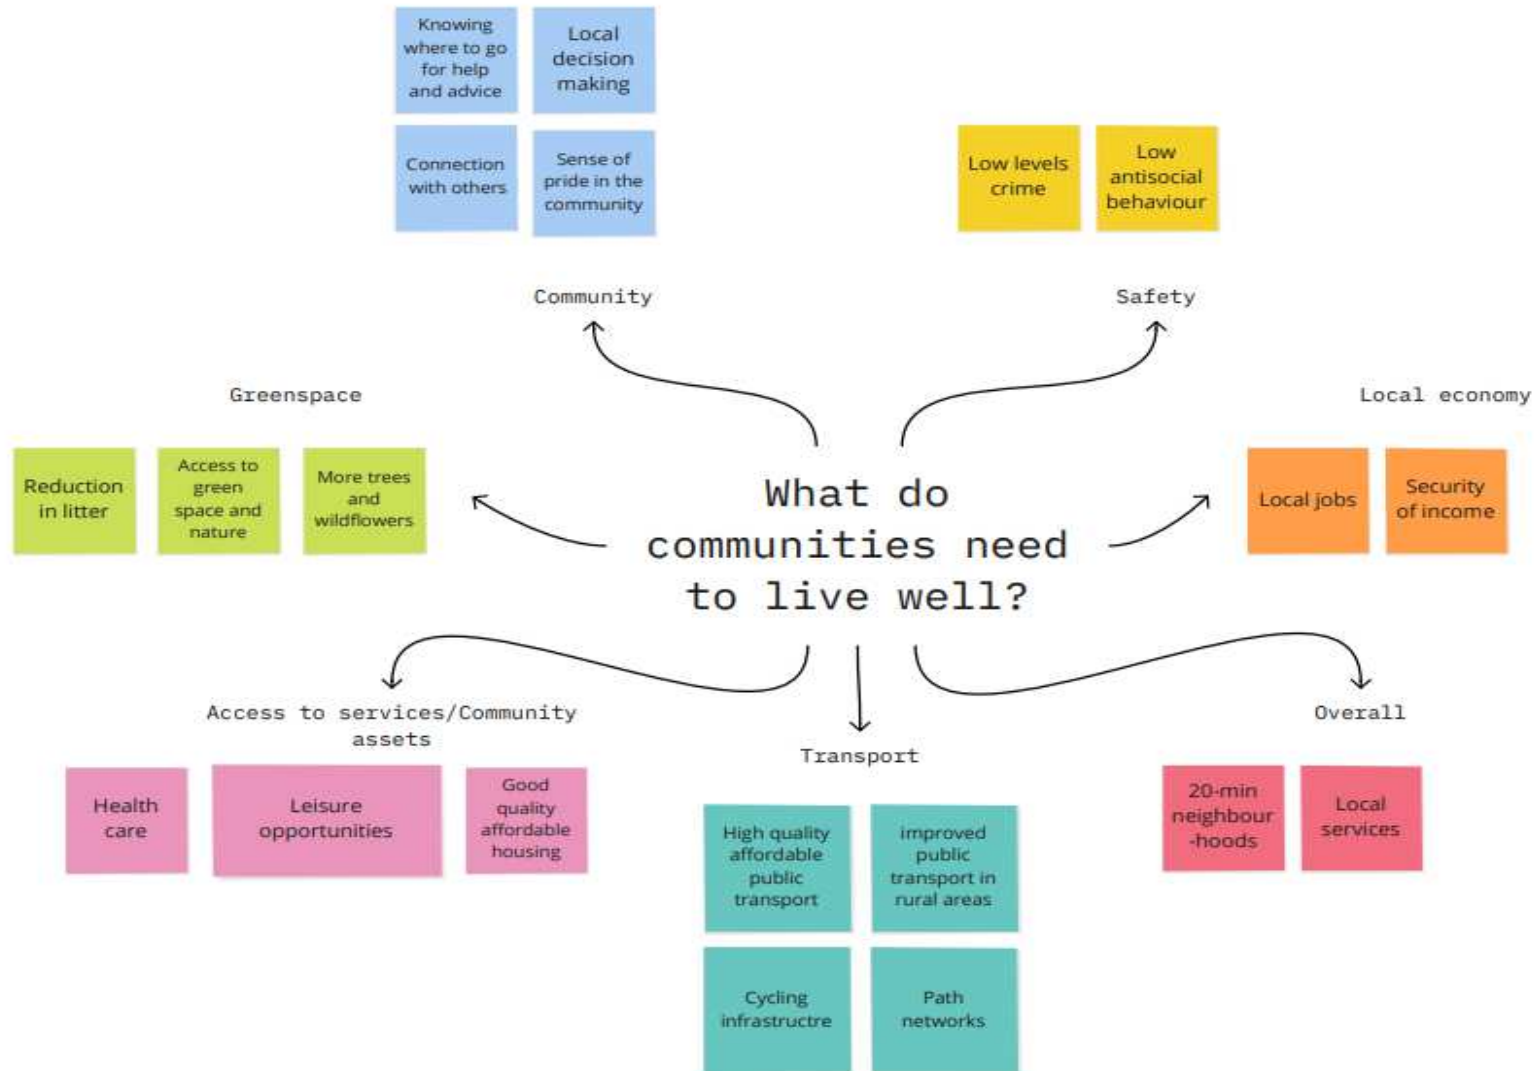 Knowing
where to go
for help
and advice
Local
decision
making
Connection
with others
Sense of
pride in the
community
Community
Low levels
crime
Low
antisocial
behaviour
Safety
Greenspace
Reduction
in litter
Access to
green
space and
nature
More trees
and
wildflowers
What do
communities need
to live well?
Local economy
Local jobs
Security
of income
Access to services/Community
assets
Health
care
Leisure
opportunities
Good
quality
affordable
housing
Transport
High quality
affordable
public
transport
improved
public
transport in
rural areas
Cycling
infrastructre
Path
networks
Overall
20-min
neighbour
-hoods
Local
services